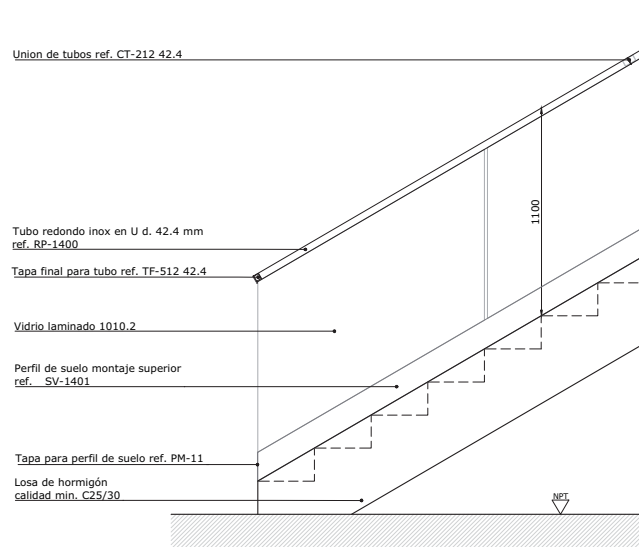 Union de tubos ref. CT-212 42.4
1100
Tubo redondo inox en U d. 42.4 mm
ref. RP-1400
Tapa final para tubo ref. TF-512 42.4
Vidrio laminado 1010.2
Perfil de suelo montaje superior
ref. SV-1401
Tapa para perfil de suelo ref. PM-11
Losa de hormigón
calidad min. C25/30
NPT